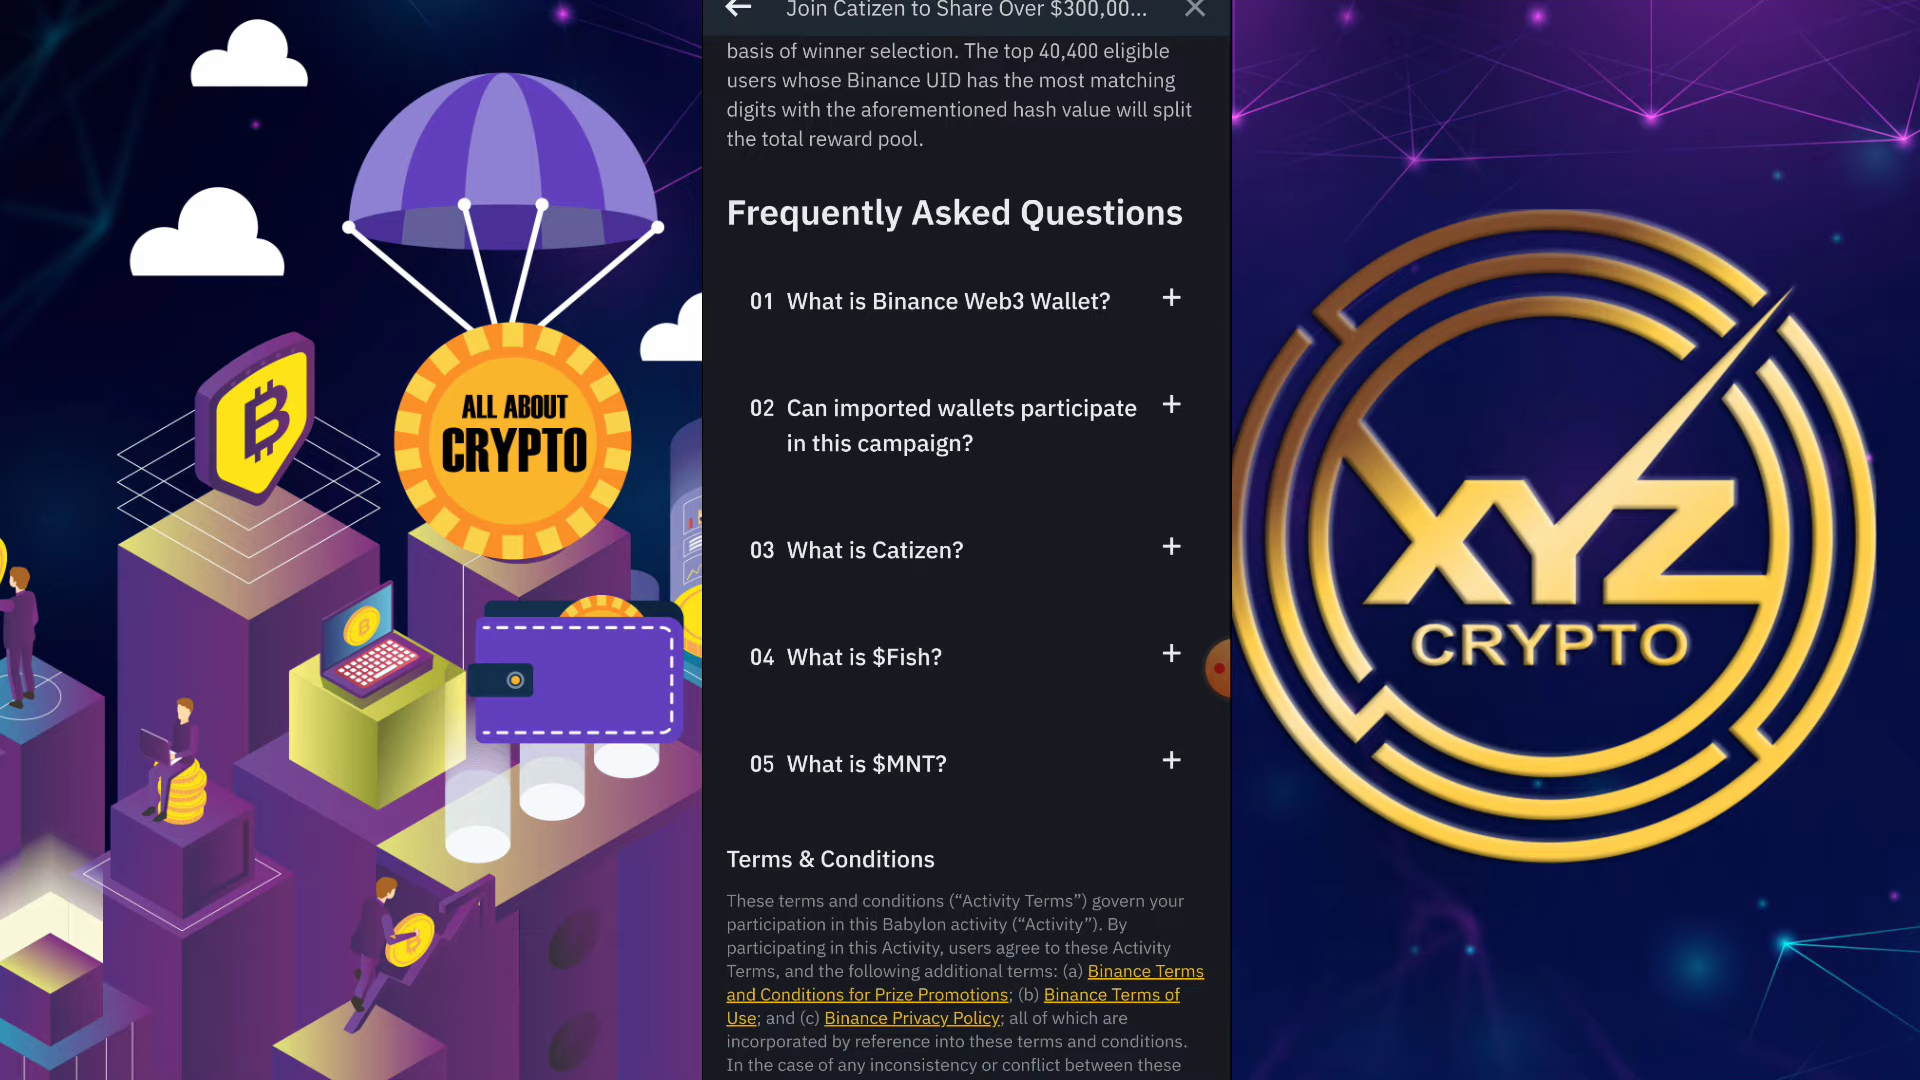 Join Catizen to Share Over $300,00...
basis of winner selection. The top 40,400 eligible
users whose Binance UID has the most matching
digits with the aforementioned hash value will split
the total reward pool.
Frequently Asked Questions
01 What is Binance Web3 Wallet?
02 Can imported wallets participate
in this campaign?
03 What is Catizen?
04 What is $Fish?
05 What is $MNT?
Terms & Conditions
These terms and conditions (“Activity Terms”) govern your
participation in this Babylon activity (“Activity”). By
participating in this Activity, users agree to these Activity
Terms, and the following additional terms: (a) Binance Terms
and Conditions for Prize Promotions; (b) Binance Terms of
Use; and (c) Binance Privacy Policy; all of which are
incorporated by reference into these terms and conditions.
In the case of any inconsistency or conflict between these
ALL ABOUT
CRYPTO
XYZ
CRYPTO